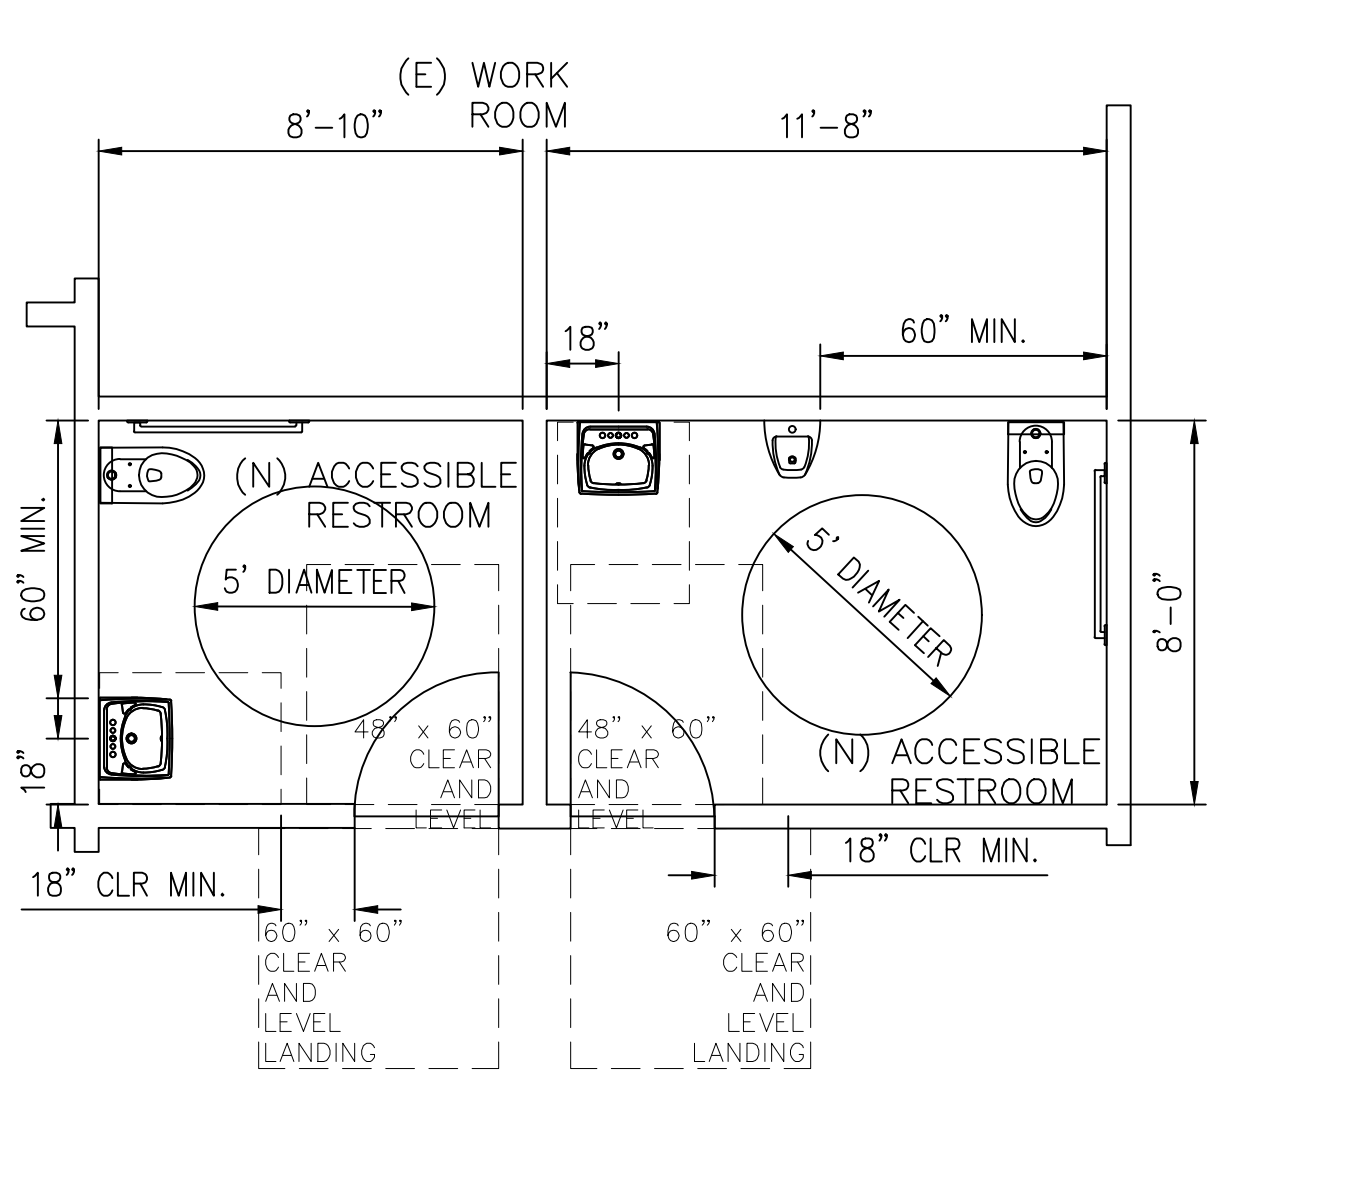 (E) WORK
ROOM
8'-10"
11'-8"
18"
60" MIN.
(N) ACCESSIBLE
RESTROOM
60" MIN.
5' DIAMETER
5' DIAMETER
8'-0"
18"
48" x 60"
CLEAR
AND
LEVEL
48" x 60"
CLEAR
AND
LEVEL
(N) ACCESSIBLE
RESTROOM
18" CLR MIN.
18" CLR MIN.
60" x 60"
CLEAR
AND
LEVEL
LANDING
60" x 60"
CLEAR
AND
LEVEL
LANDING